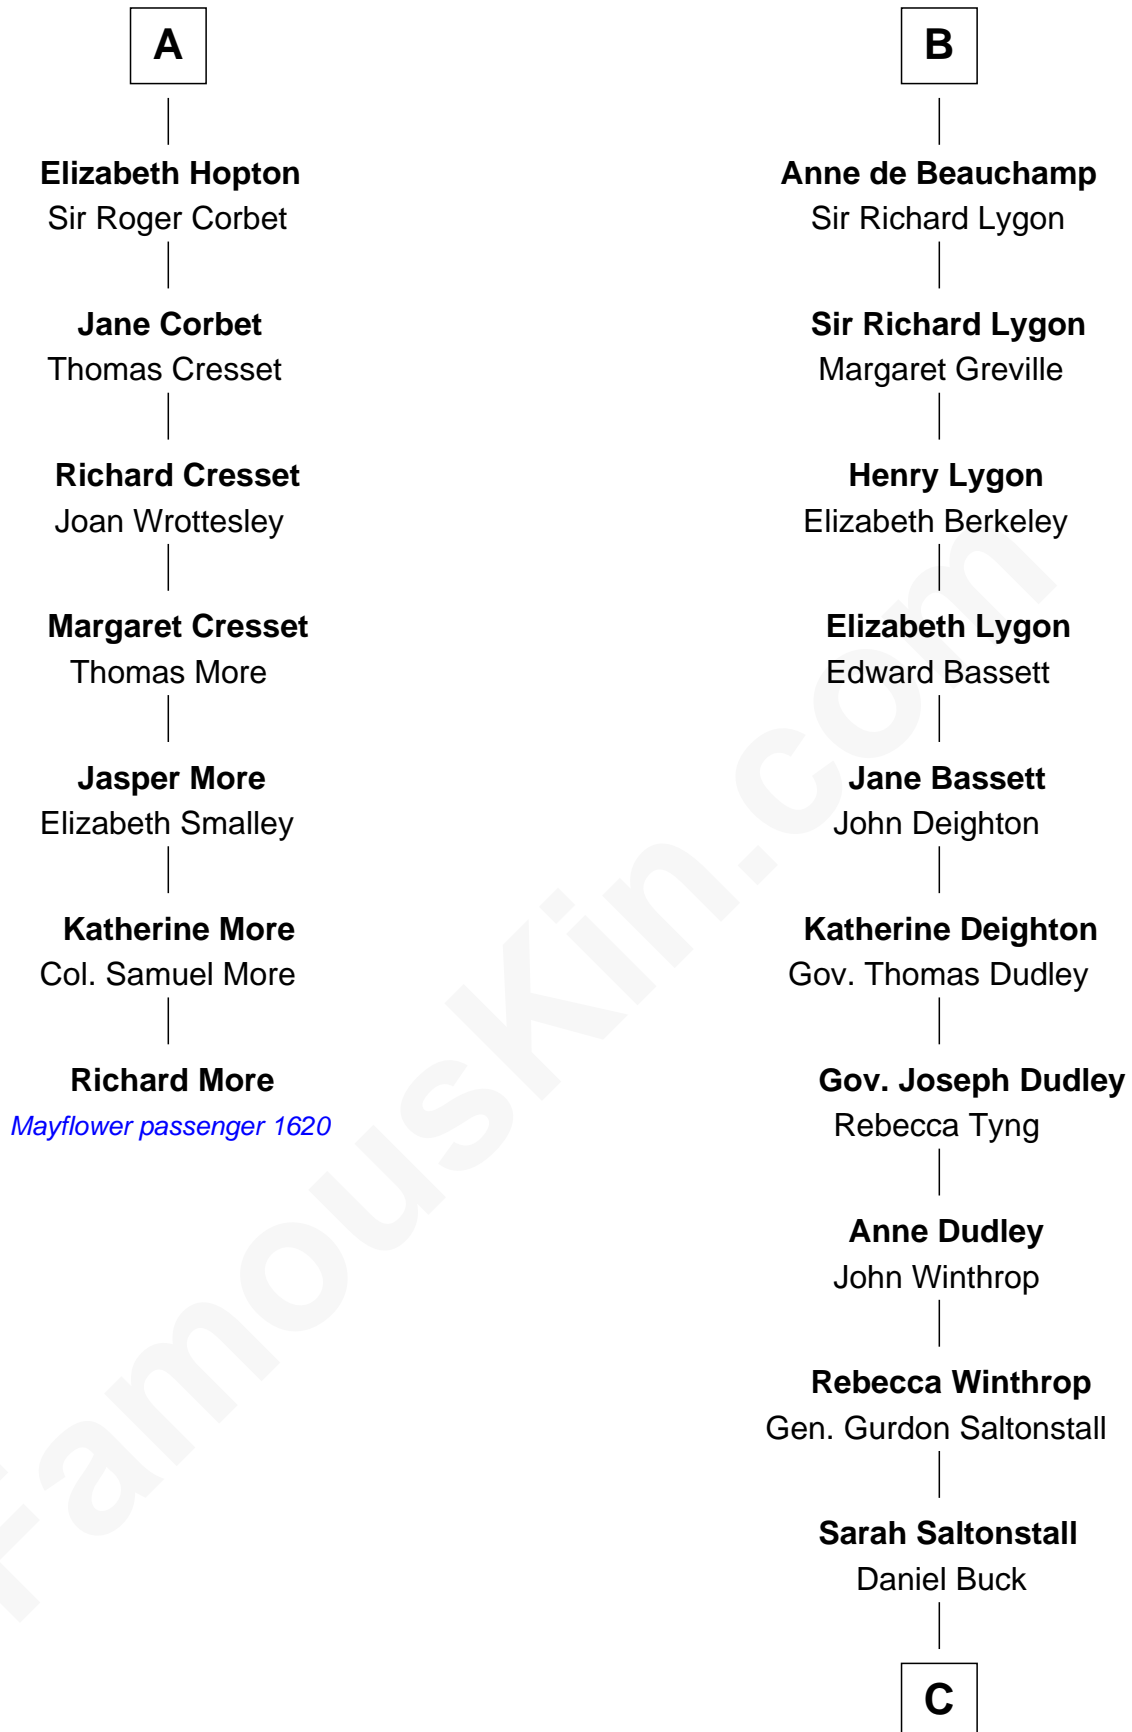 A
Elizabeth Hopton
Sir Roger Corbet
Jane Corbet
Thomas Cresset
Richard Cresset
Joan Wrottesley
Margaret Cresset
Thomas More
Jasper More
Elizabeth Smalley
Katherine More
Col. Samuel More
Richard More
Mayflower passenger 1620
B
Anne de Beauchamp
Sir Richard Lygon
Sir Richard Lygon
Margaret Greville
Henry Lygon
Elizabeth Berkeley
Elizabeth Lygon
Edward Bassett
Jane Bassett
John Deighton
Katherine Deighton
Gov. Thomas Dudley
Gov. Joseph Dudley
Rebecca Tyng
Anne Dudley
John Winthrop
Rebecca Winthrop
Gen. Gurdon Saltonstall
Sarah Saltonstall
Daniel Buck
C
FamousKin.com